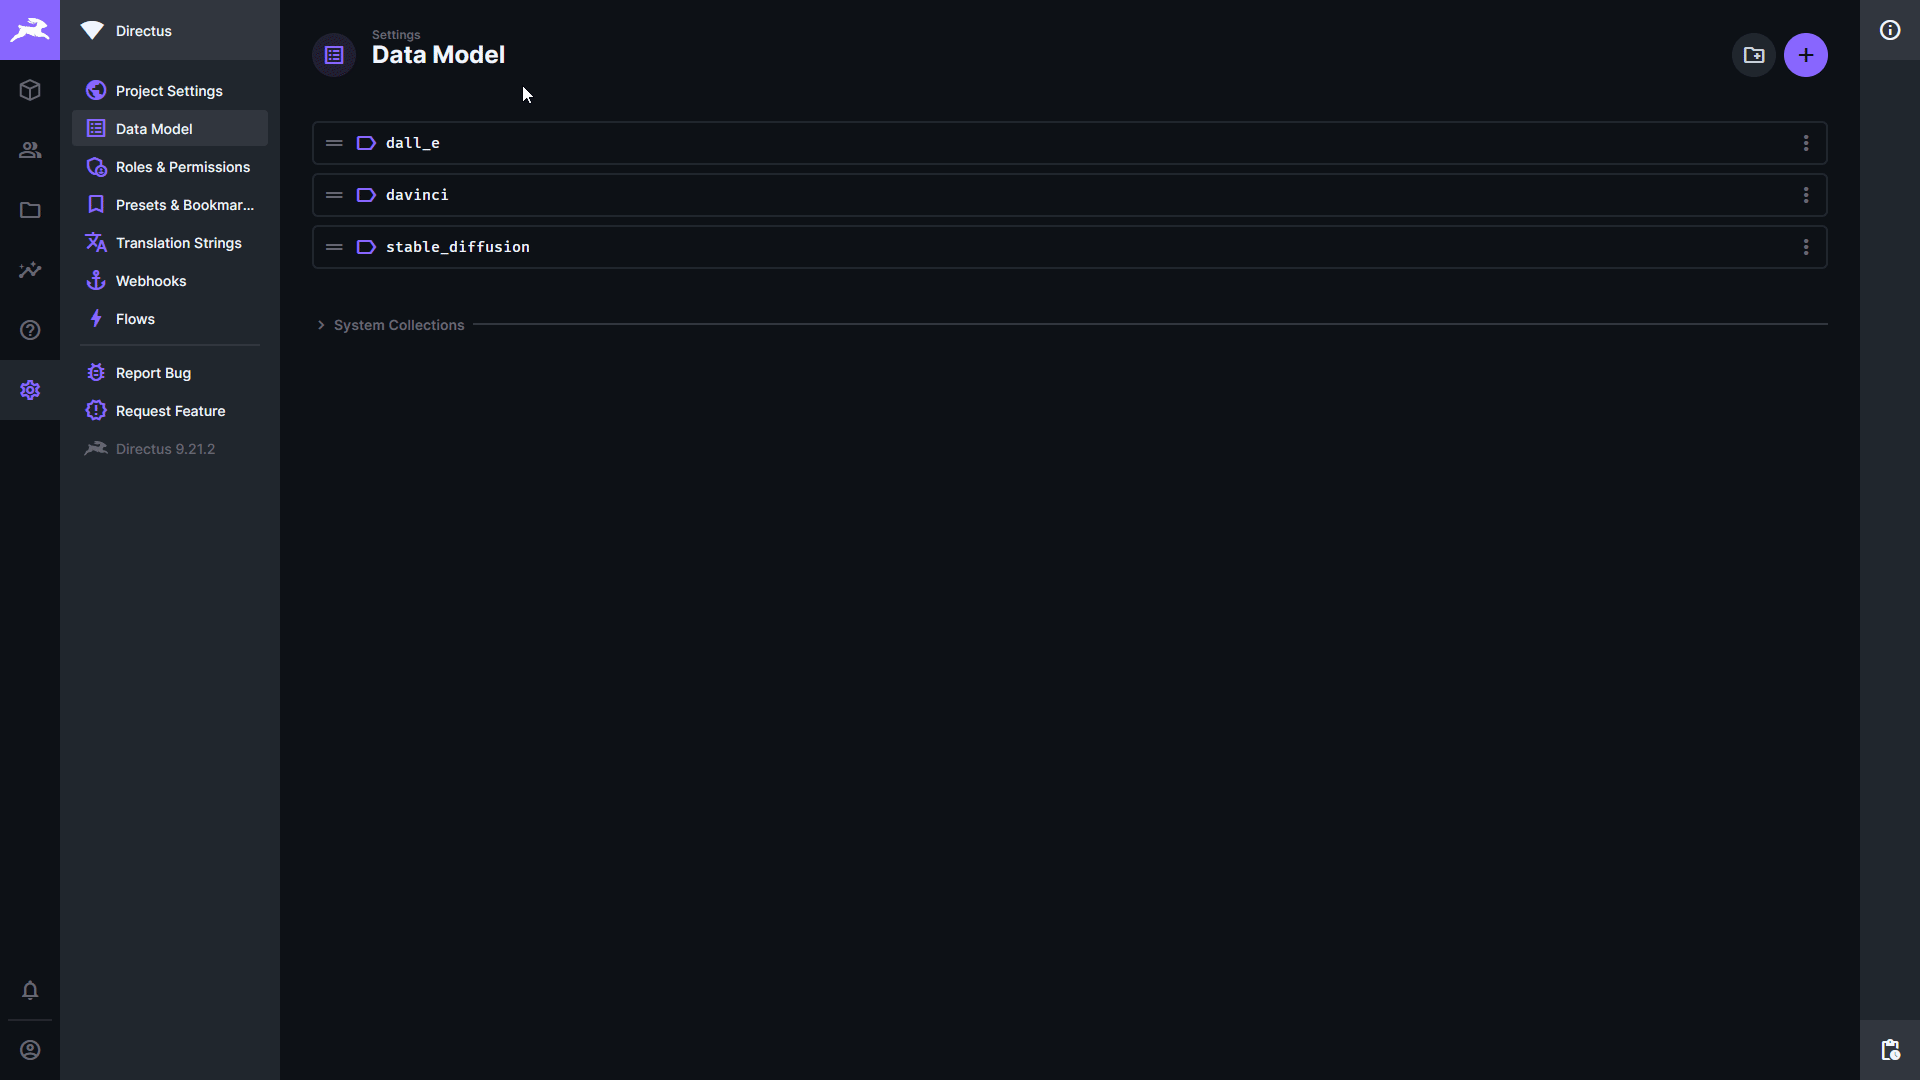 Directus
Project Settings
Data Model
Roles & Permissions
Presets & Bookmar...
Translation Strings
Webhooks
Flows
Report Bug
Request Feature
Directus 9.21.2
Settings
Data Model
dall_e
davinci
stable_diffusion
System Collections